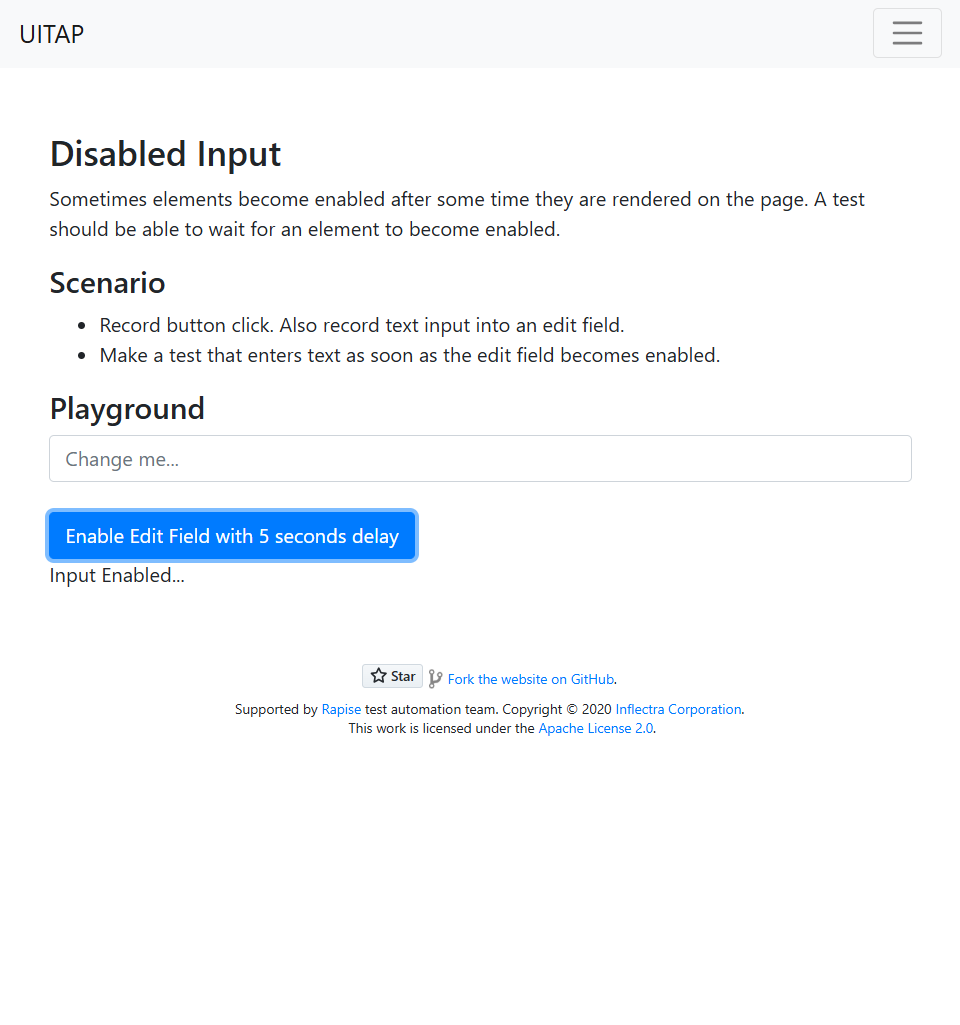 UITAP
Disabled Input
Sometimes elements become enabled after some time they are rendered on the page. A test
should be able to wait for an element to become enabled.
Scenario
Record button click. Also record text input into an edit field.
Make a test that enters text as soon as the edit field becomes enabled.
Playground
Change me...
Enable Edit Field with 5 seconds delay
Input Enabled...
Star Fork the website on GitHub.
Supported by Rapise test automation team. Copyright © 2020 Inflectra Corporation.
This work is licensed under the Apache License 2.0.